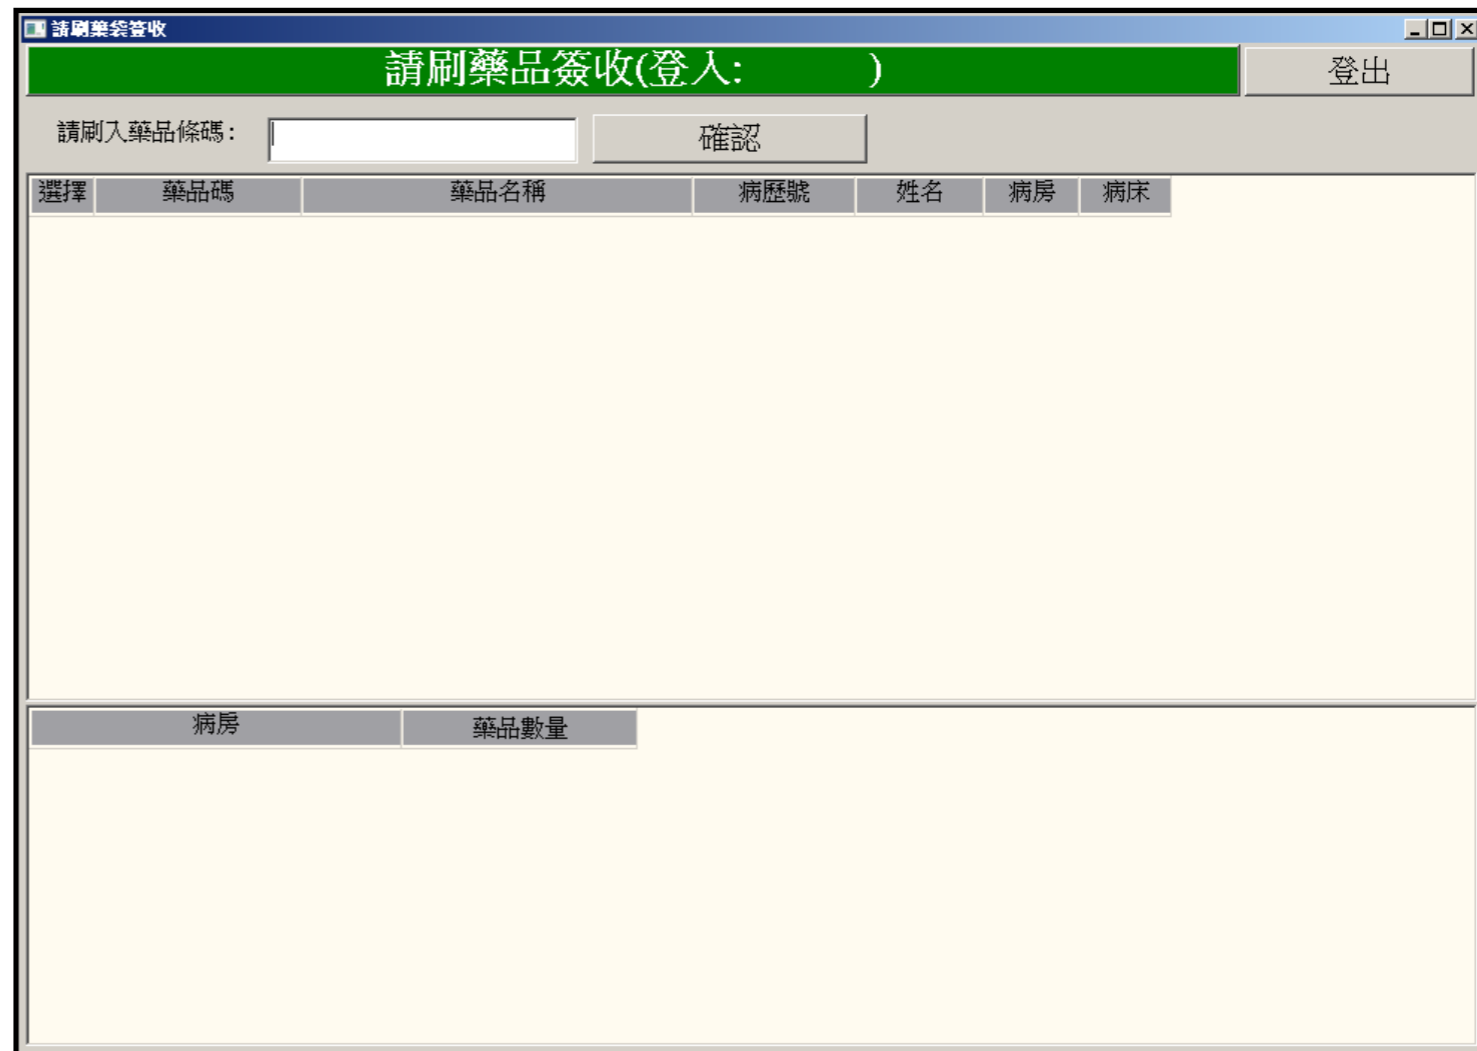 請刷藥袋簽收
請刷藥品簽收(登入: )
登出
請刷入藥品條碼:
確認
選擇 藥品碼 藥品名稱 病歷號 姓名 病房 病床
病房 藥品數量